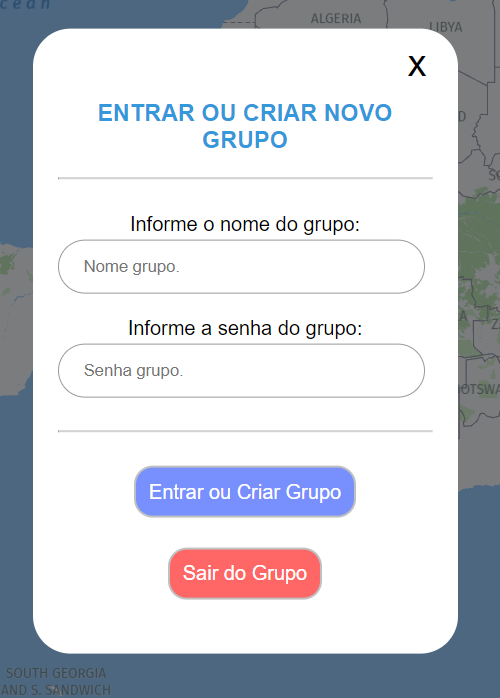 cean
ALGERIA
LIBYA
X
ENTRAR OU CRIAR NOVO
GRUPO
Informe o nome do grupo:
Nome grupo.
Informe a senha do grupo:
Senha grupo.
Entrar ou Criar Grupo
Sair do Grupo
SOUTH GEORGIA
AND S. SANDWICH